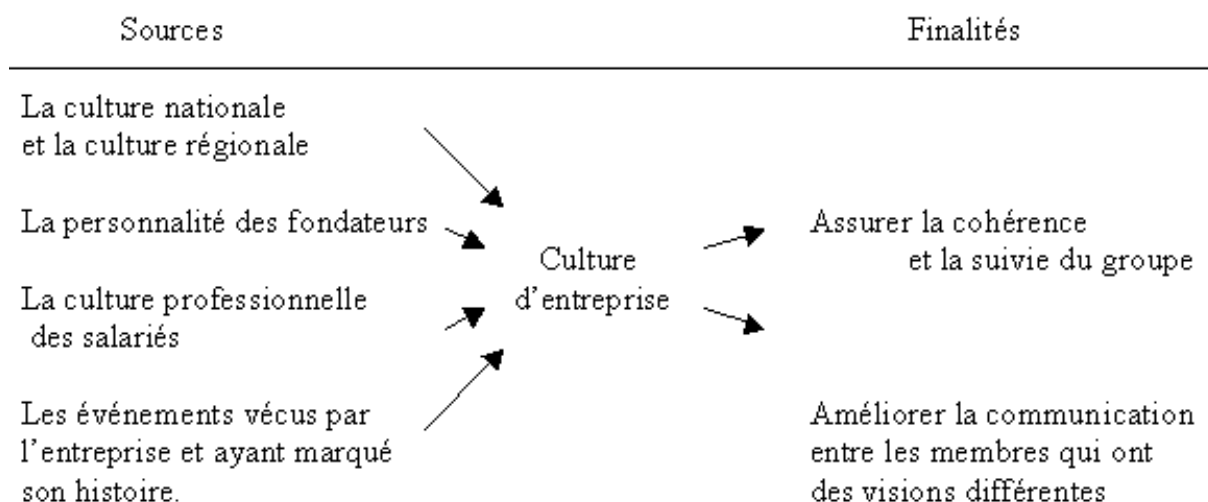 Sources
Finalités
La culture nationale
et la culture régionale
La personnalité des fondateurs
La culture professionnelle
des salariés
Les événements vécus par
l'entreprise et ayant marqué
son histoire.
Culture
d'entreprise
Assurer la cohérence
et la suivie du groupe
Améliorer la communication
entre les membres qui ont
des visions différentes